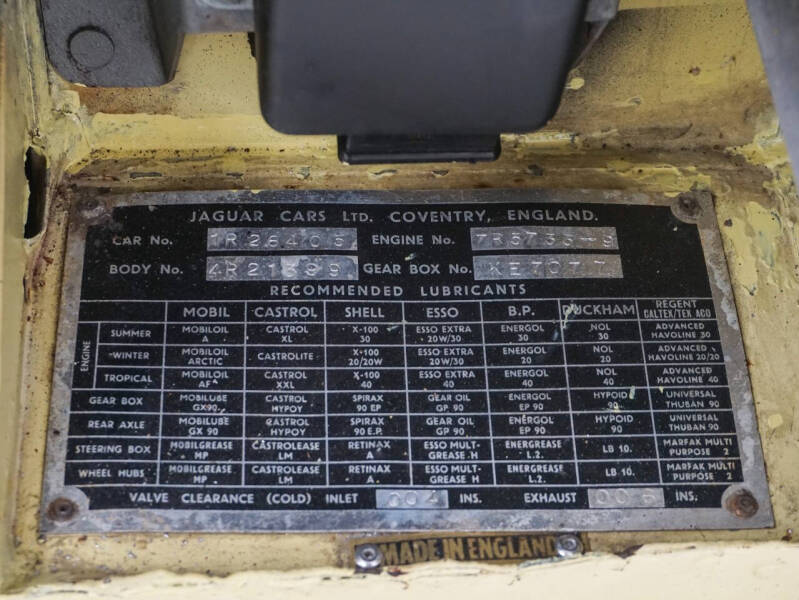 JAGUAR CARS LTD. COVENTRY, ENGLAND.
CAR No. 1R26405 ENGINE No. 7R5733-9
BODY No. 4R21399 GEAR BOX No. KE7077
RECOMMENDED LUBRICANTS
MOBIL CASTROL SHELL ESSO B.P. DUCKHAM REGENT CALTEX/TEXACO
ENGINE
SUMMER MOBILOIL A CASTROL XL X-100 30 ESSO EXTRA 20W/30 ENERGOL 30 NOL 30 ADVANCED HAVOLINE 30
WINTER MOBILOIL ARCTIC CASTROLITE X-100 20/20W ESSO EXTRA 20W/30 ENERGOL 20 NOL 20 ADVANCED HAVOLINE 20/20
TROPICAL MOBILOIL AF CASTROL XXL X-100 40 ESSO EXTRA 40 ENERGOL 40 NOL 40 ADVANCED HAVOLINE 40
GEAR BOX MOBILUBE GX90. CASTROL HYPOY SPIRAX 90 EP GEAR OIL GP 90 ENERGOL EP 90 HYPOID 90 UNIVERSAL THUBAN 90
REAR AXLE MOBILUBE GX 90 CASTROL HYPOY SPIRAX 90 E.P. GEAR OIL GP 90 ENERGOL EP 90 HYPOID 90 UNIVERSAL THUBAN 90
STEERING BOX MOBILGREASE MP CASTROLEASE LM RETINAX A ESSO MULT- GREASE H ENERGREASE L.2. LB 10. MARFAK MULTI PURPOSE 2
WHEEL HUBS MOBILGREASE MP CASTROLEASE LM RETINAX A ESSO MULT- GREASE H ENERGREASE L.2. LB 10. MARFAK MULTI PURPOSE 2
VALVE CLEARANCE (COLD) INLET 004 INS. EXHAUST 006 INS.
MADE IN ENGLAND